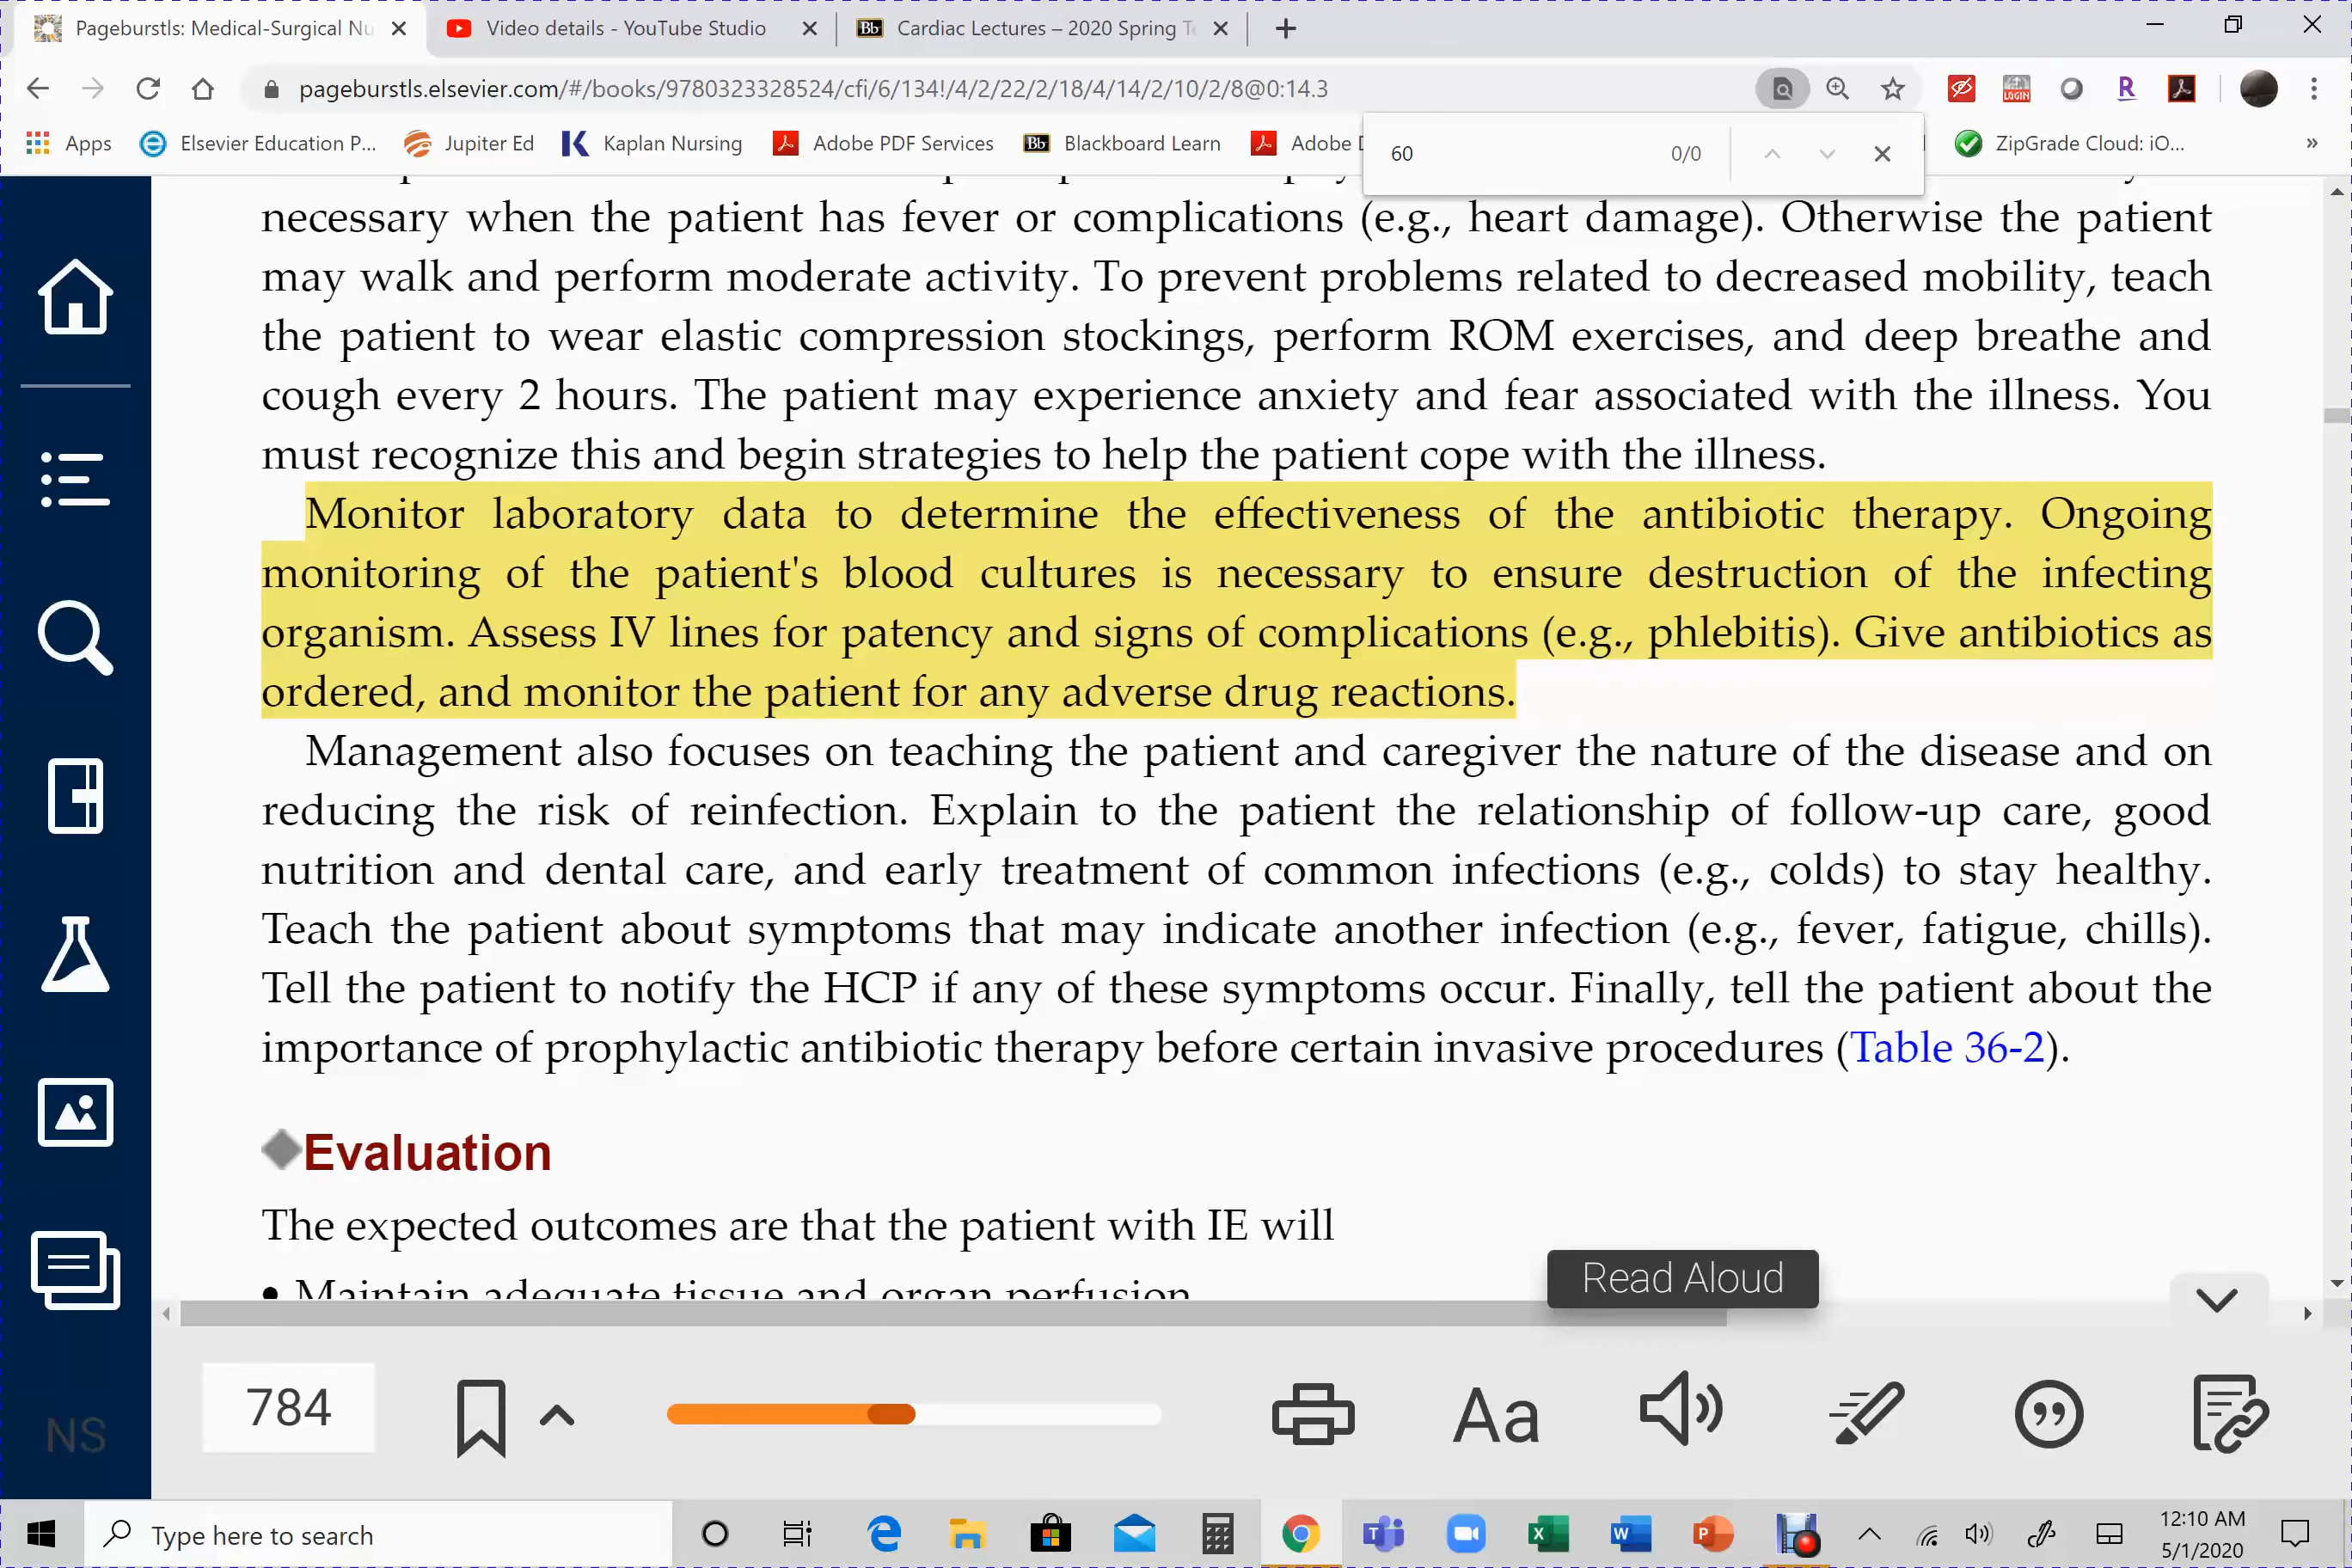 Pageburstls: Medical-Surgical Nu
Video details - YouTube Studio
Bb Cardiac Lectures – 2020 Spring Te
pageburstls.elsevier.com/#/books/9780323328524/cfi/6/134!/4/2/22/2/18/4/14/2/10/2/8@0:14.3
LOGIN
R
Apps
Elsevier Education P...
Jupiter Ed
Kaplan Nursing
Adobe PDF Services
Bb Blackboard Learn
Adobe
ZipGrade Cloud: iO...
»
60 0/0
necessary when the patient has fever or complications (e.g., heart damage). Otherwise the patient
may walk and perform moderate activity. To prevent problems related to decreased mobility, teach
the patient to wear elastic compression stockings, perform ROM exercises, and deep breathe and
cough every 2 hours. The patient may experience anxiety and fear associated with the illness. You
must recognize this and begin strategies to help the patient cope with the illness.
Monitor laboratory data to determine the effectiveness of the antibiotic therapy. Ongoing
monitoring of the patient's blood cultures is necessary to ensure destruction of the infecting
organism. Assess IV lines for patency and signs of complications (e.g., phlebitis). Give antibiotics as
ordered, and monitor the patient for any adverse drug reactions.
Management also focuses on teaching the patient and caregiver the nature of the disease and on
reducing the risk of reinfection. Explain to the patient the relationship of follow-up care, good
nutrition and dental care, and early treatment of common infections (e.g., colds) to stay healthy.
Teach the patient about symptoms that may indicate another infection (e.g., fever, fatigue, chills).
Tell the patient to notify the HCP if any of these symptoms occur. Finally, tell the patient about the
importance of prophylactic antibiotic therapy before certain invasive procedures (Table 36-2).
Evaluation
The expected outcomes are that the patient with IE will
• Maintain adequate tissue and organ perfusion
Read Aloud
NS
784
Aa
Type here to search
12:10 AM
5/1/2020